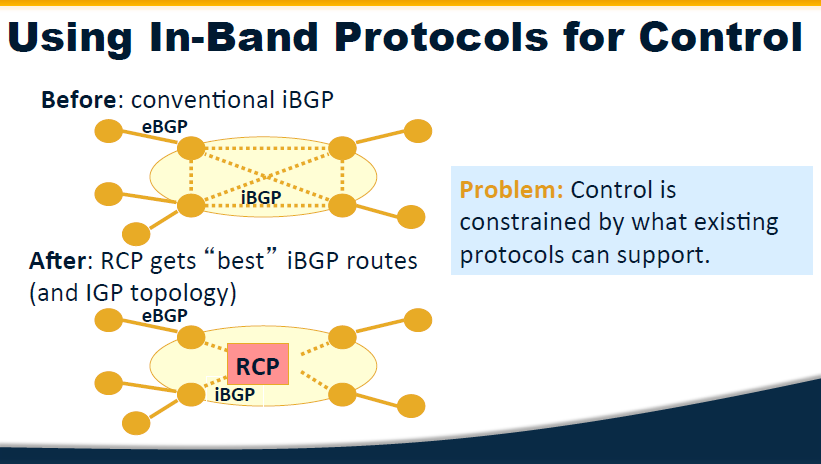 Using In-Band Protocols for Control
Before: conventional iBGP
eBGP
iBGP
Problem: Control is
constrained by what existing
protocols can support.
After: RCP gets “best” iBGP routes
(and IGP topology)
eBGP
RCP
iBGP